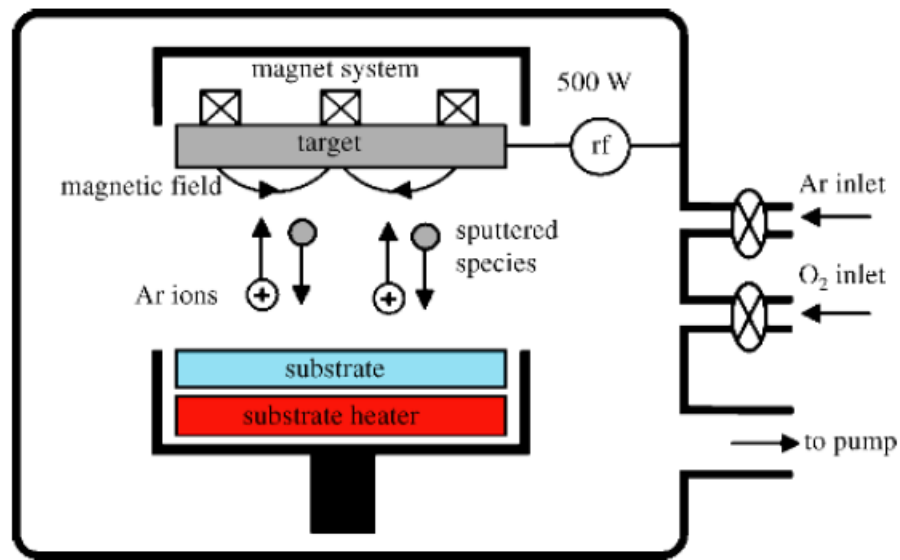 magnet system
500 W
target
rf
magnetic field
Ar inlet
sputtered
species
O₂ inlet
Ar ions
+
+
substrate
substrate heater
to pump